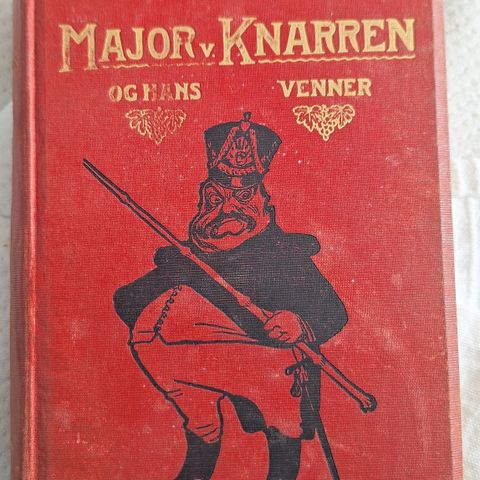 MAJOR v. KNARREN
OG HANS VENNER